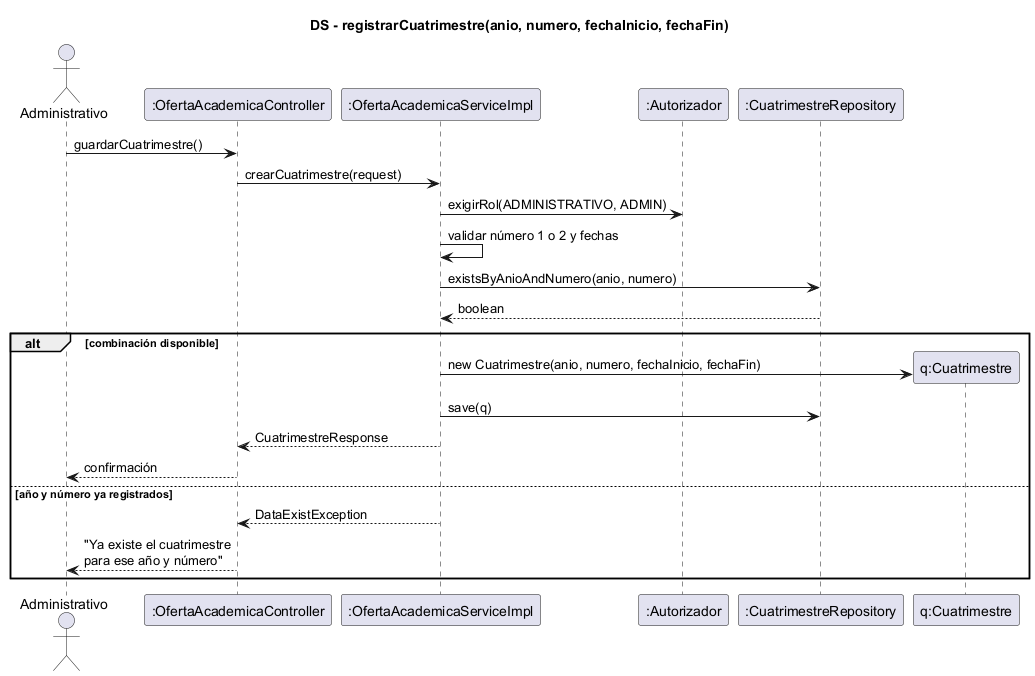 DS - registrarCuatrimestre(anio, numero, fechaInicio, fechaFin)
Administrativo
:OfertaAcademicaController
:OfertaAcademicaServiceImpl
:Autorizador
:CuatrimestreRepository
guardarCuatrimestre()
crearCuatrimestre(request)
exigirRol(ADMINISTRATIVO, ADMIN)
validar número 1 o 2 y fechas
existsByAnioAndNumero(anio, numero)
boolean
alt
[combinación disponible]
new Cuatrimestre(anio, numero, fechaInicio, fechaFin)
q:Cuatrimestre
save(q)
CuatrimestreResponse
confirmación
[año y número ya registrados]
DataExistException
"Ya existe el cuatrimestre
para ese año y número"
Administrativo
:OfertaAcademicaController
:OfertaAcademicaServiceImpl
:Autorizador
:CuatrimestreRepository
q:Cuatrimestre